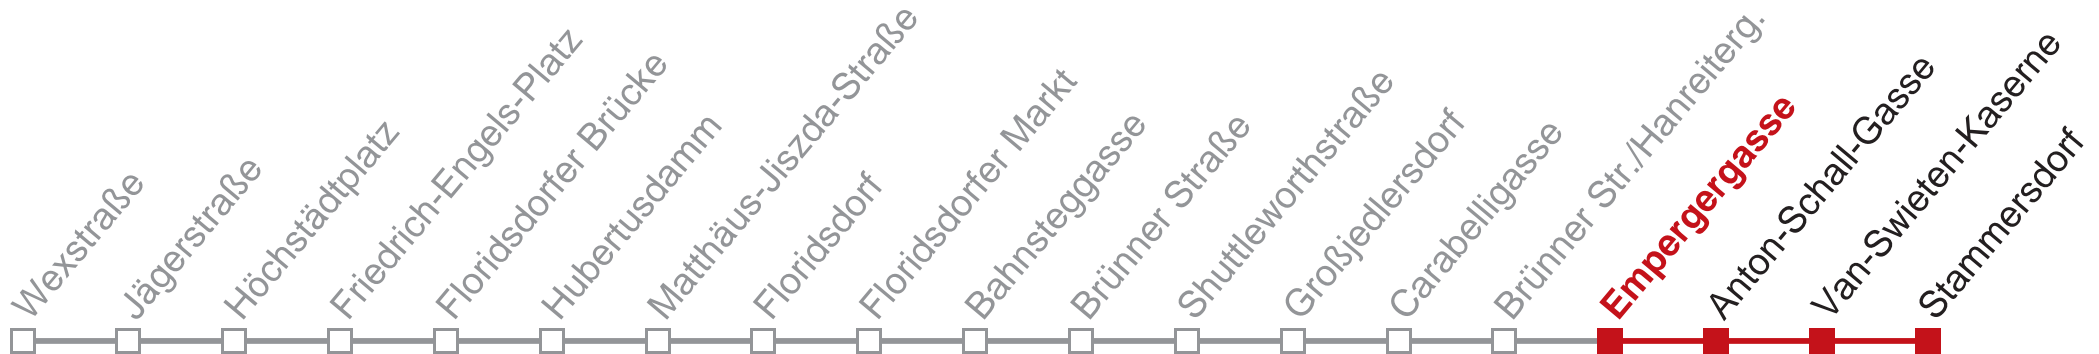 Wexstraße
Jägerstraße
Höchstädtplatz
Friedrich-Engels-Platz
Floridsdorfer Brücke
Hubertusdamm
Matthäus-Jiszda-Straße
Floridsdorf
Floridsdorfer Markt
Bahnsteggasse
Brünner Straße
Shuttleworthstraße
Großjedlersdorf
Carabelligasse
Brünner Str./Hanreiterg.
Empergergasse
Anton-Schall-Gasse
Van-Swieten-Kaserne
Stammersdorf